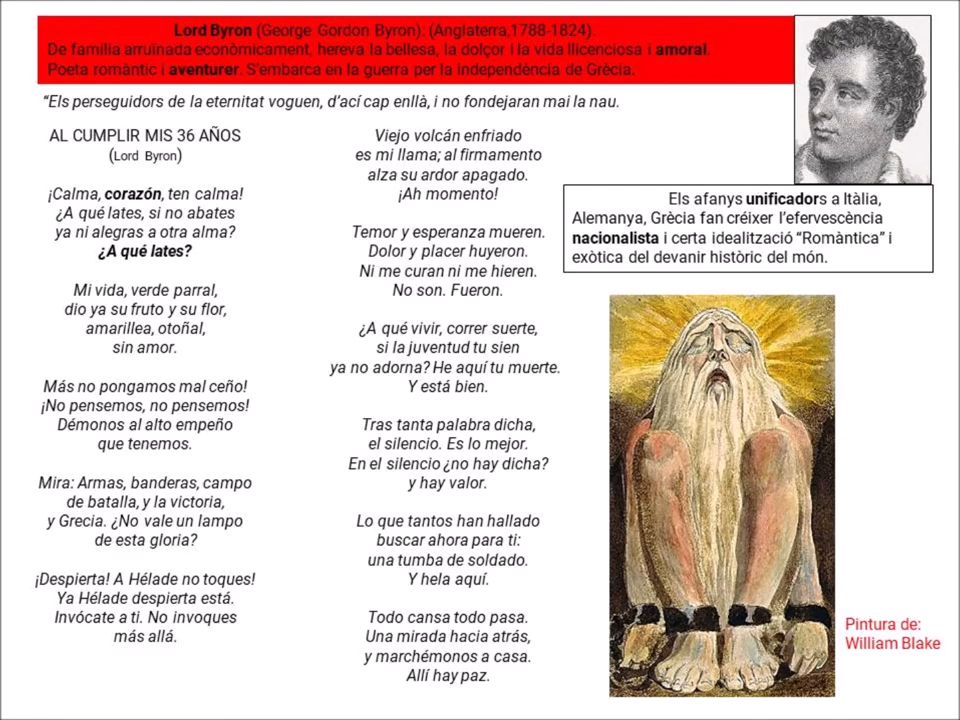 Lord Byron (George Gordon Byron): (Anglaterra,1788-1824).
De família arruïnada econòmicament, hereva la bellesa, la dolçor i la vida llicenciosa i amoral.
Poeta romàntic i aventurer. S'embarca en la guerra per la Independència de Grècia.
“Els perseguidors de la eternitat voguen, d'ací cap enllà, i no fondejaran mai la nau.
AL CUMPLIR MIS 36 AÑOS
(Lord Byron)
¡Calma, corazón, ten calma!
¿A qué lates, si no abates
ya ni alegras a otra alma?
¿A qué lates?
Mi vida, verde parral,
dio ya su fruto y su flor,
amarillea, otoñal,
sin amor.
Más no pongamos mal ceño!
¡No pensemos, no pensemos!
Démonos al alto empeño
que tenemos.
Mira: Armas, banderas, campo
de batalla, y la victoria,
y Grecia. ¿No vale un lampo
de esta gloria?
¡Despierta! A Hélade no toques!
Ya Hélade despierta está.
Invócate a ti. No invoques
más allá.
Viejo volcán enfriado
es mi llama; al firmamento
alza su ardor apagado.
¡Ah momento!
Temor y esperanza mueren.
Dolor y placer huyeron.
Ni me curan ni me hieren.
No son. Fueron.
¿A qué vivir, correr suerte,
si la juventud tu sien
ya no adorna? He aquí tu muerte.
Y está bien.
Tras tanta palabra dicha,
el silencio. Es lo mejor.
En el silencio ¿no hay dicha?
y hay valor.
Lo que tantos han hallado
buscar ahora para ti:
una tumba de soldado.
Y hela aquí.
Todo cansa todo pasa.
Una mirada hacia atrás,
y marchémonos a casa.
Allí hay paz.
Els afanys unificadors a Itàlia,
Alemanya, Grècia fan créixer l'efervescència
nacionalista i certa idealització “Romàntica” i
exòtica del devanir històric del món.
Pintura de:
William Blake